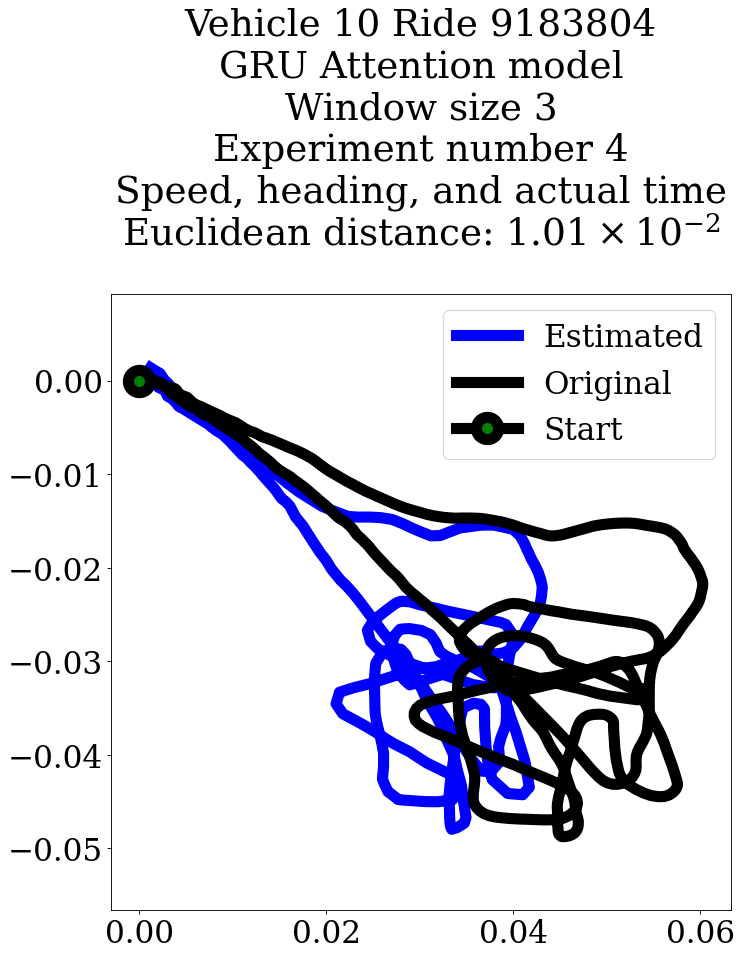 Vehicle 10 Ride 9183804
GRU Attention model
Window size 3
Experiment number 4
Speed, heading, and actual time
Euclidean distance: 1.01 × 10⁻²
Estimated
Original
Start
0.00
−0.01
−0.02
−0.03
−0.04
−0.05
0.00 0.02 0.04 0.06